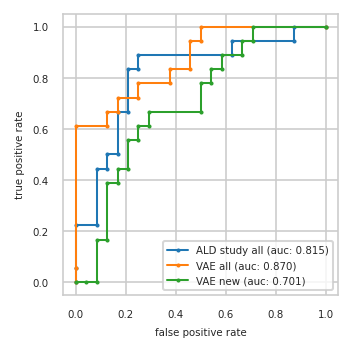 1.0
0.8
0.6
0.4
0.2
0.0
true positive rate
ALD study all (auc: 0.815)
VAE all (auc: 0.870)
VAE new (auc: 0.701)
0.0 0.2 0.4 0.6 0.8 1.0
false positive rate